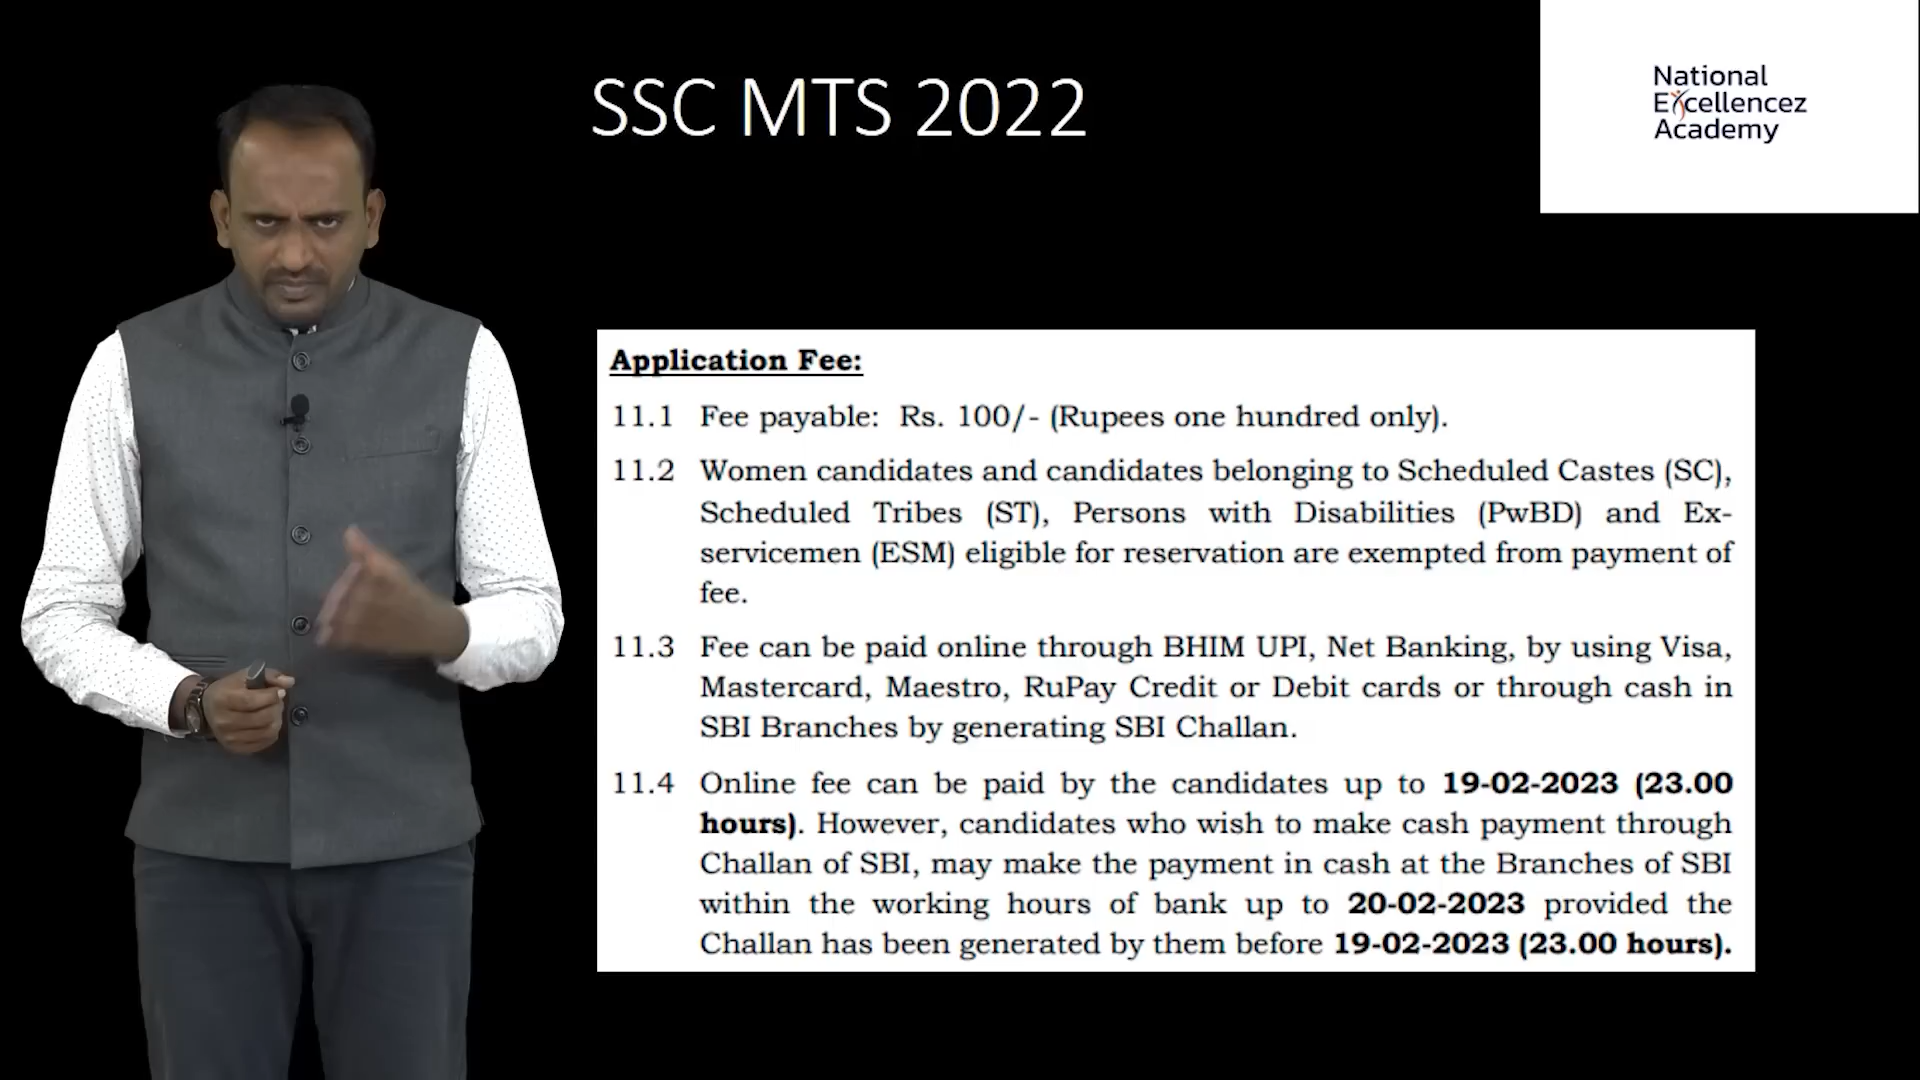 SSC MTS 2022
National
Excellencez
Academy
Application Fee:
11.1 Fee payable: Rs. 100/- (Rupees one hundred only).
11.2 Women candidates and candidates belonging to Scheduled Castes (SC),
Scheduled Tribes (ST), Persons with Disabilities (PwBD) and Ex-
servicemen (ESM) eligible for reservation are exempted from payment of
fee.
11.3 Fee can be paid online through BHIM UPI, Net Banking, by using Visa,
Mastercard, Maestro, RuPay Credit or Debit cards or through cash in
SBI Branches by generating SBI Challan.
11.4 Online fee can be paid by the candidates up to 19-02-2023 (23.00
hours). However, candidates who wish to make cash payment through
Challan of SBI, may make the payment in cash at the Branches of SBI
within the working hours of bank up to 20-02-2023 provided the
Challan has been generated by them before 19-02-2023 (23.00 hours).